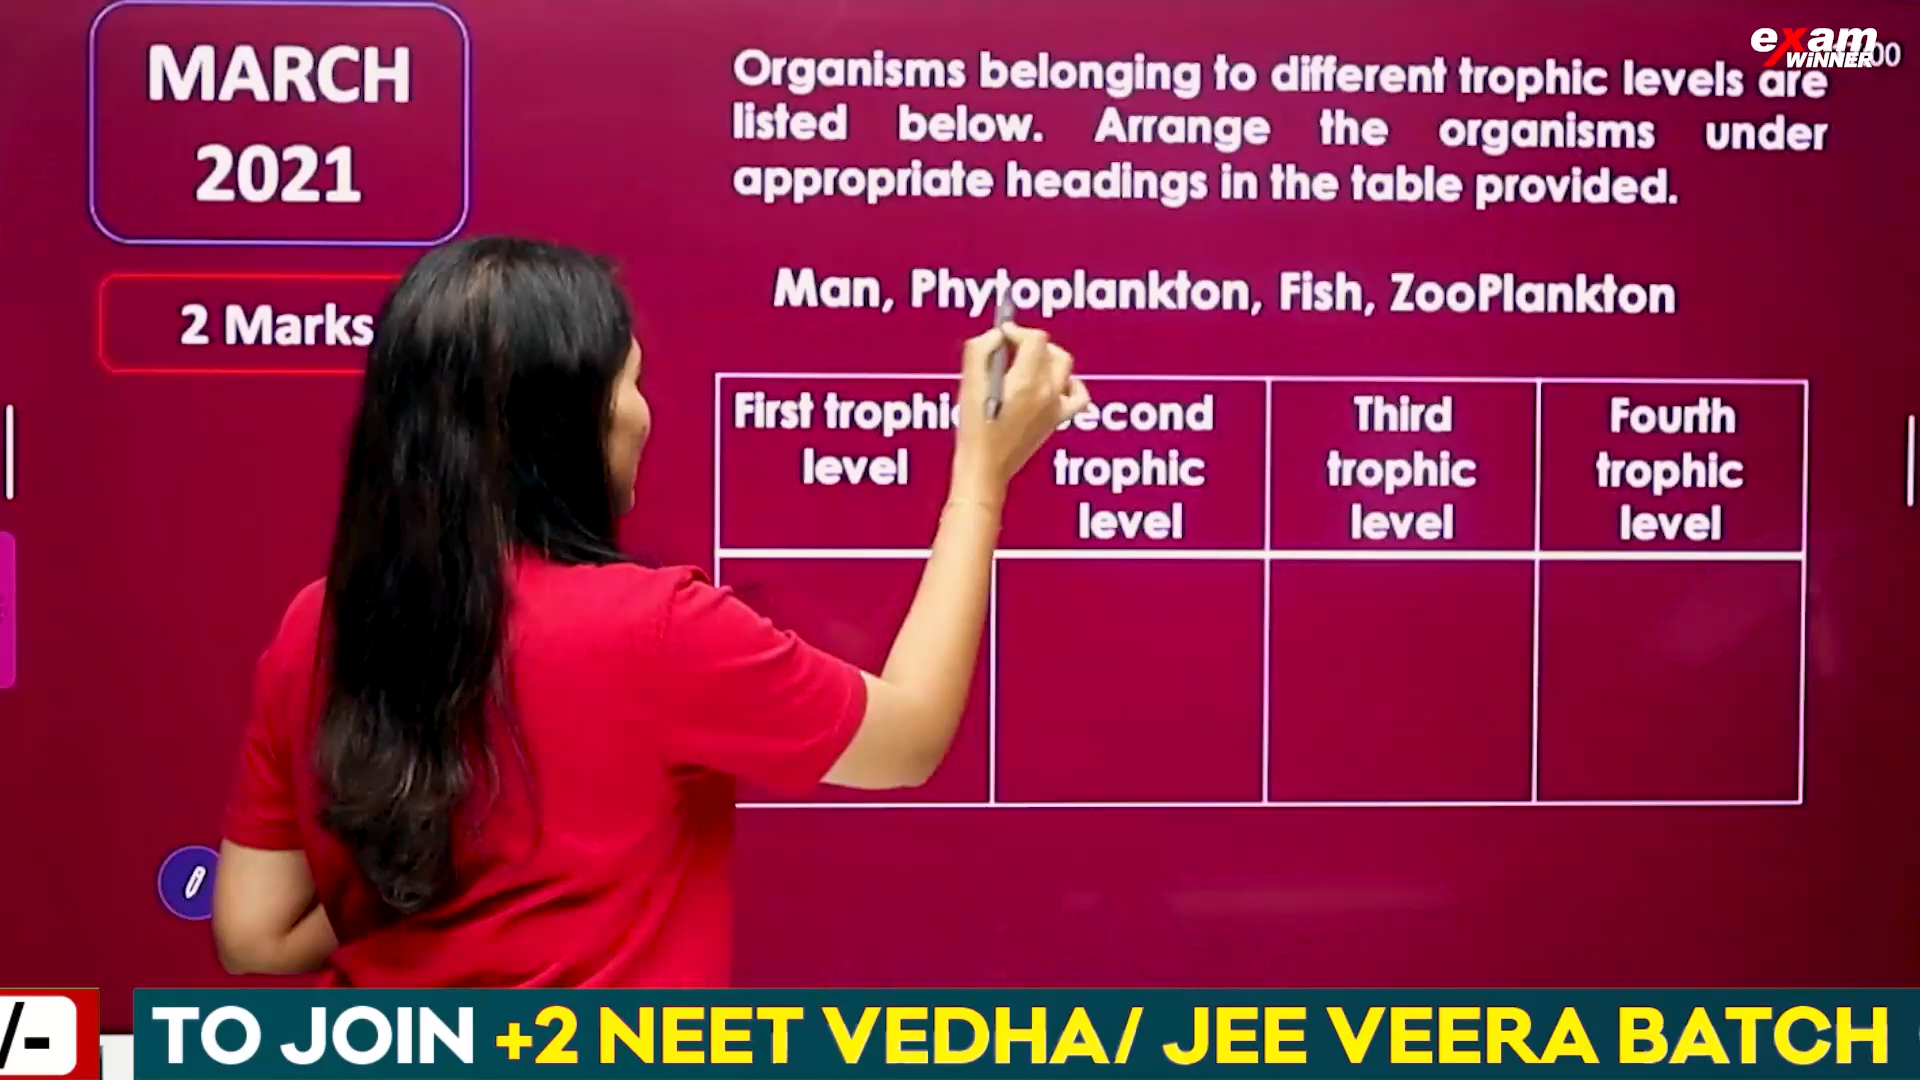 MARCH
2021
2 Marks
exam
WiNNER
Organisms belonging to different trophic levels are
listed below. Arrange the organisms under
appropriate headings in the table provided.
Man, Phytoplankton, Fish, ZooPlankton
First trophic
level
Second
trophic
level
Third
trophic
level
Fourth
trophic
level
/- TO JOIN +2 NEET VEDHA/ JEE VEERA BATCH